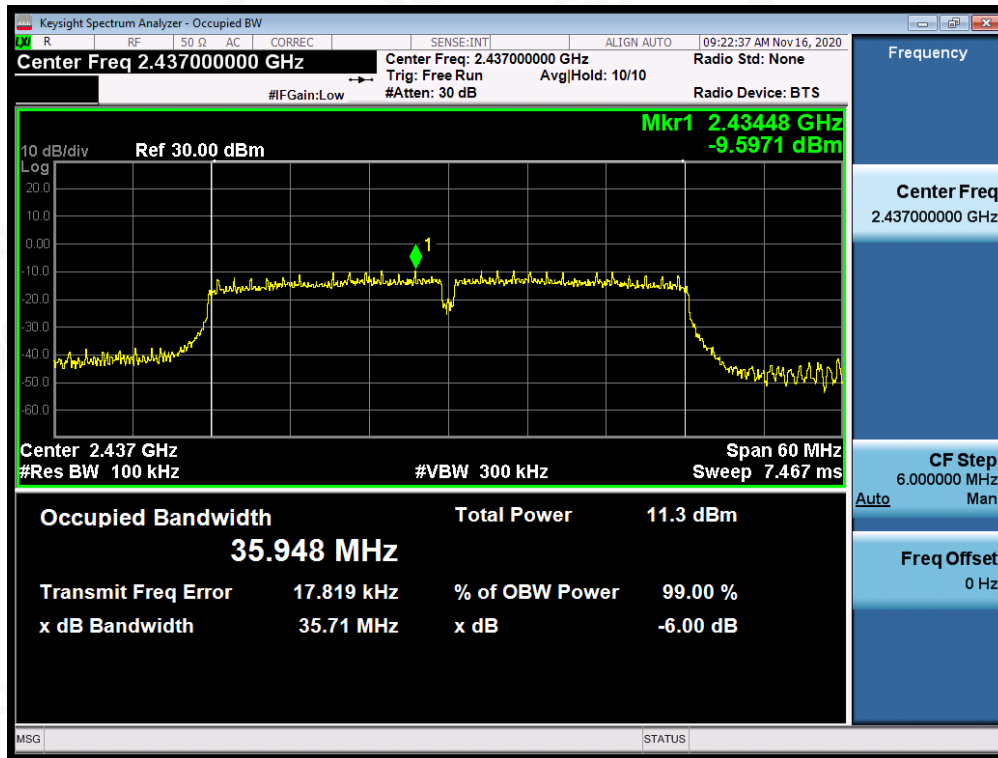 Keysight Spectrum Analyzer - Occupied BW
LXI R RF 50 Ω AC CORREC SENSE:INT ALIGN AUTO 09:22:37 AM Nov 16, 2020
Center Freq 2.437000000 GHz
#IFGain:Low
Center Freq: 2.437000000 GHz
Trig: Free Run Avg|Hold: 10/10
#Atten: 30 dB
Radio Std: None
Radio Device: BTS
Mkr1 2.43448 GHz
-9.5971 dBm
10 dB/div Ref 30.00 dBm
Log
20.0
10.0
0.00
-10.0
-20.0
-30.0
-40.0
-50.0
-60.0
1
Center 2.437 GHz Span 60 MHz
#Res BW 100 kHz #VBW 300 kHz Sweep 7.467 ms
Occupied Bandwidth Total Power 11.3 dBm
35.948 MHz
Transmit Freq Error 17.819 kHz % of OBW Power 99.00 %
x dB Bandwidth 35.71 MHz x dB -6.00 dB
MSG STATUS
Frequency
Center Freq
2.437000000 GHz
CF Step
6.000000 MHz
Auto Man
Freq Offset
0 Hz